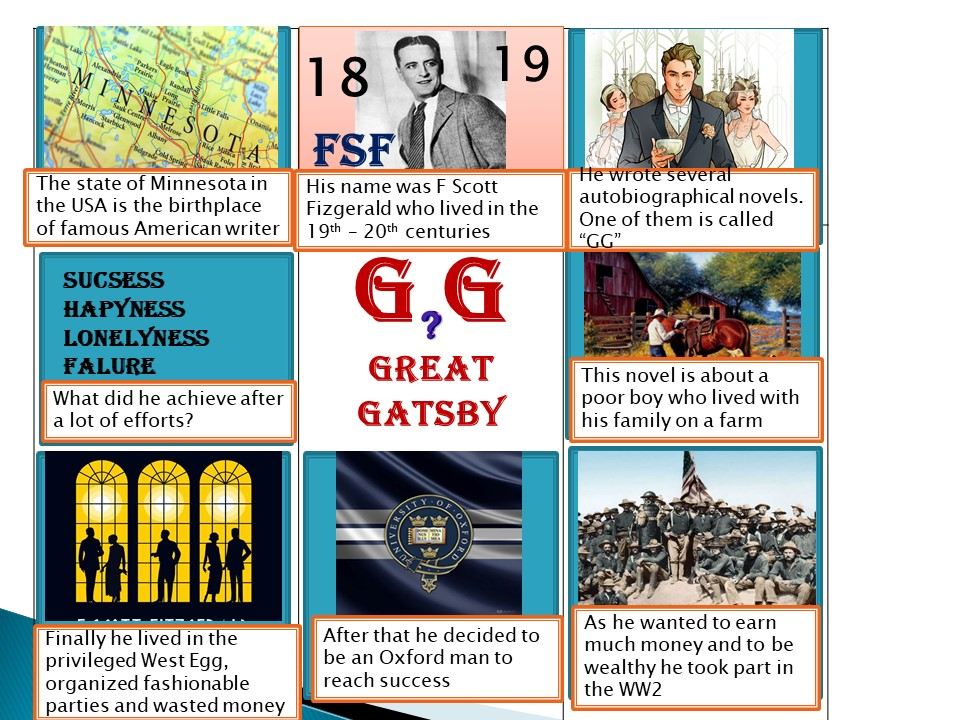 MINNESOTA
18
19
FSF
The state of Minnesota in
the USA is the birthplace
of famous American writer
His name was F Scott
Fizgerald who lived in the
19th – 20th centuries
He wrote several
autobiographical novels.
One of them is called
“GG”
SUCSESS
HAPYNESS
LONELYNESS
FALURE
What did he achieve after
a lot of efforts?
G G
?
GREAT
GATSBY
This novel is about a
poor boy who lived with
his family on a farm
Finally he lived in the
privileged West Egg,
organized fashionable
parties and wasted money
UNIVERSITY OF OXFORD
After that he decided to
be an Oxford man to
reach success
As he wanted to earn
much money and to be
wealthy he took part in
the WW2